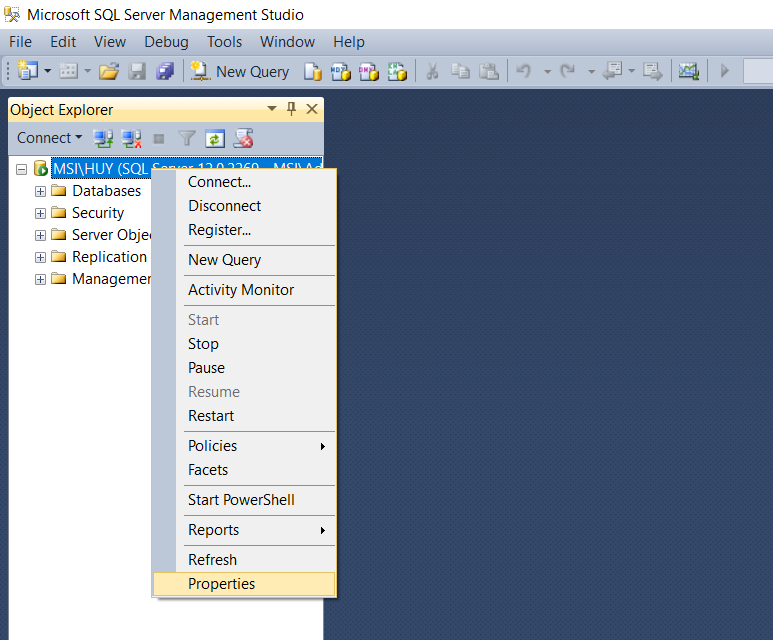 Microsoft SQL Server Management Studio
File Edit View Debug Tools Window Help
New Query
Object Explorer
Connect
MSI\HUY (SQL Server 12.0.2269 - MSI\Ad
Databases
Security
Server Obje
Replication
Managemen
Connect...
Disconnect
Register...
New Query
Activity Monitor
Start
Stop
Pause
Resume
Restart
Policies
Facets
Start PowerShell
Reports
Refresh
Properties